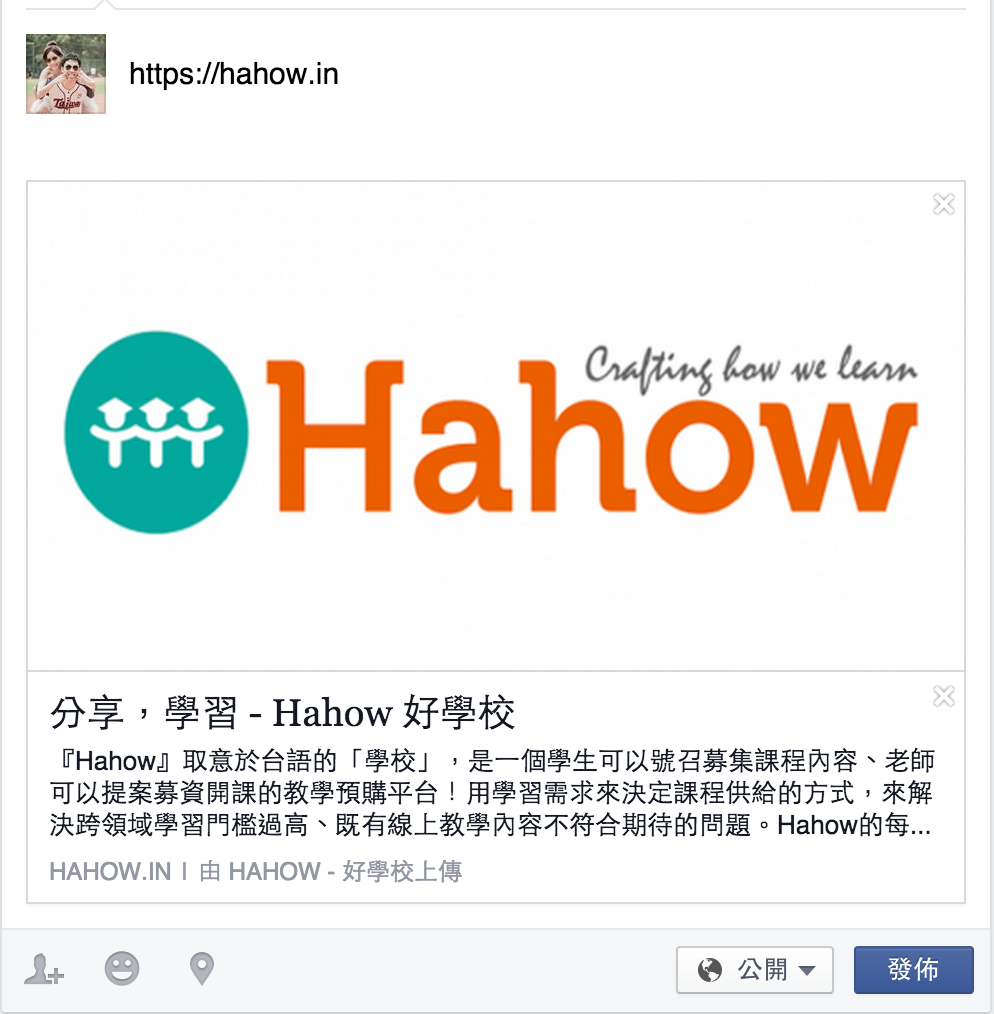 https://hahow.in
Crafting how we learn
Hahow
分享，學習 - Hahow 好學校
『Hahow』取意於台語的「學校」，是一個學生可以號召募集課程內容、老師
可以提案募資開課的教學預購平台！用學習需求來決定課程供給的方式，來解
決跨領域學習門檻過高、既有線上教學內容不符合期待的問題。Hahow的每...
HAHOW.IN | 由 HAHOW - 好學校上傳
公開
發佈